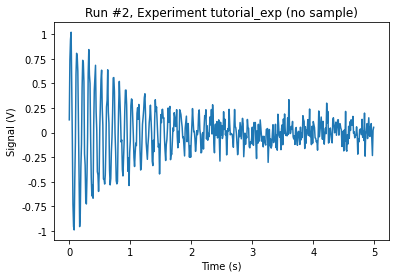 Run #2, Experiment tutorial_exp (no sample)
Signal (V)
1
0.75
0.5
0.25
0
-0.25
-0.5
-0.75
-1
0 1 2 3 4 5
Time (s)